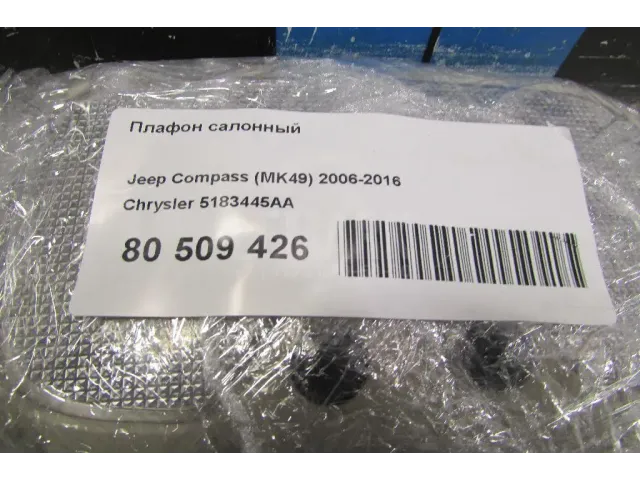 Плафон салонный
Jeep Compass (MK49) 2006-2016
Chrysler 5183445AA
80 509 426